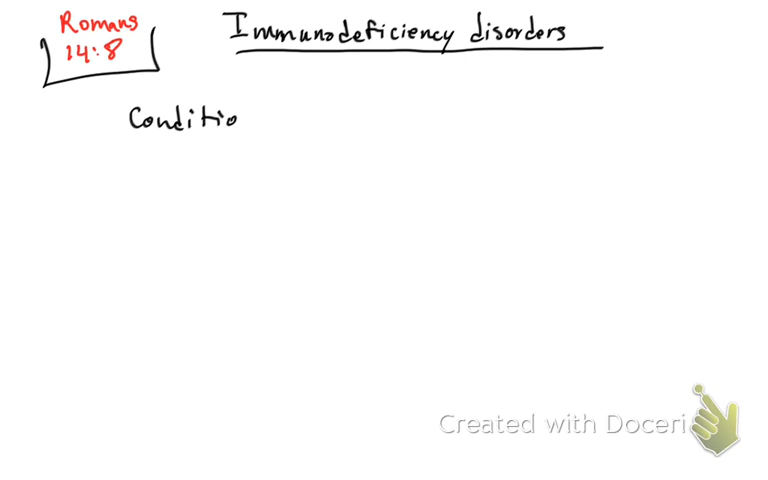 Romans
14:8
Immunodeficiency disorders
Conditio
Created with Doceri